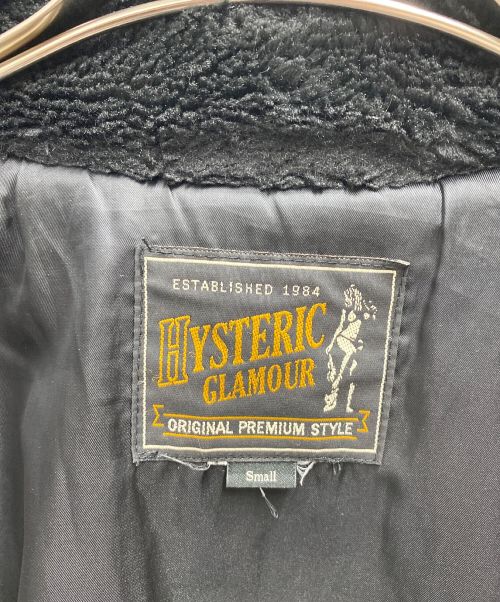 ESTABLISHED 1984
HYSTERIC
GLAMOUR
ORIGINAL PREMIUM STYLE
Small